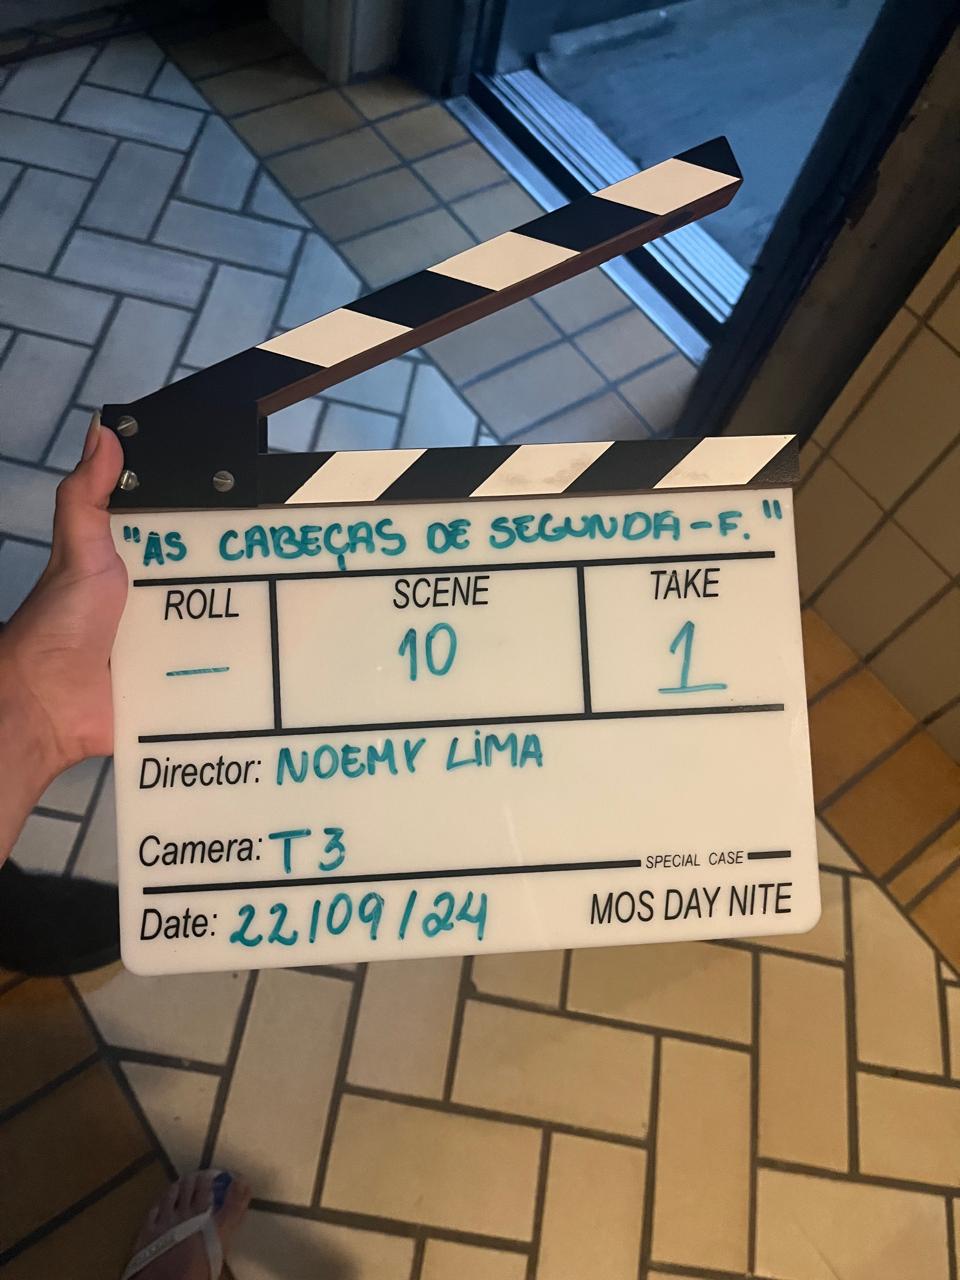 "AS CABEÇAS DE SEGUNDA-F."
ROLL SCENE TAKE
— 10 1
Director: NOEMY LIMA
Camera: T3
SPECIAL CASE
Date: 22/09/24 MOS DAY NITE